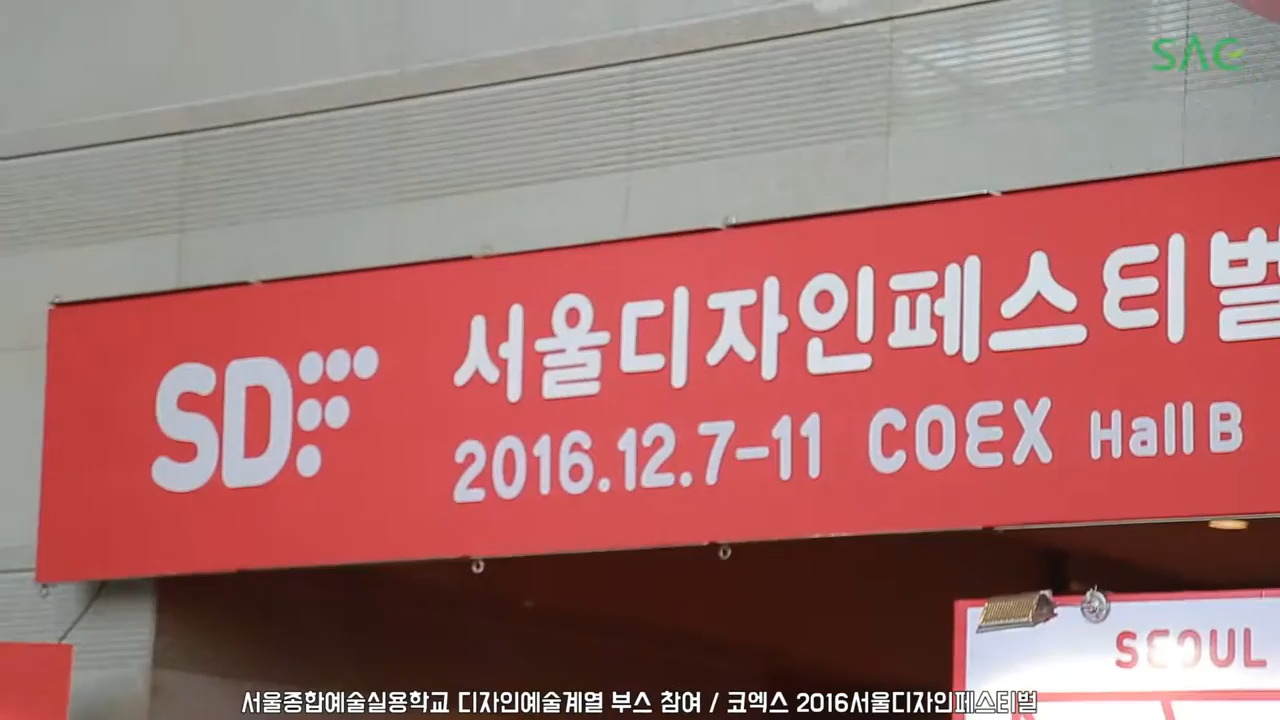 SAC
SDF
서울디자인페스티벌
2016.12.7-11 COEX Hall B
SEOUL
서울종합예술실용학교 디자인예술계열 부스 참여 / 코엑스 2016서울디자인페스티벌